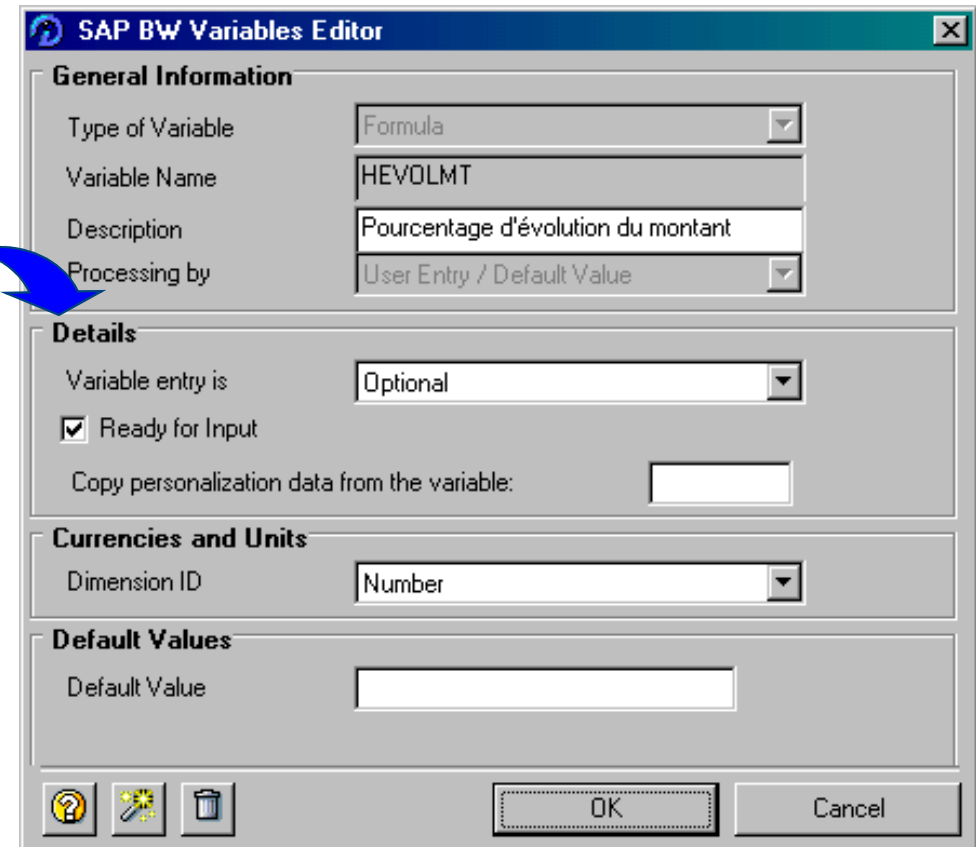 SAP BW Variables Editor
General Information
Type of Variable Formula
Variable Name HEVOLMT
Description Pourcentage d'évolution du montant
Processing by User Entry / Default Value
Details
Variable entry is Optional
Ready for Input
Copy personalization data from the variable:
Currencies and Units
Dimension ID Number
Default Values
Default Value
OK Cancel